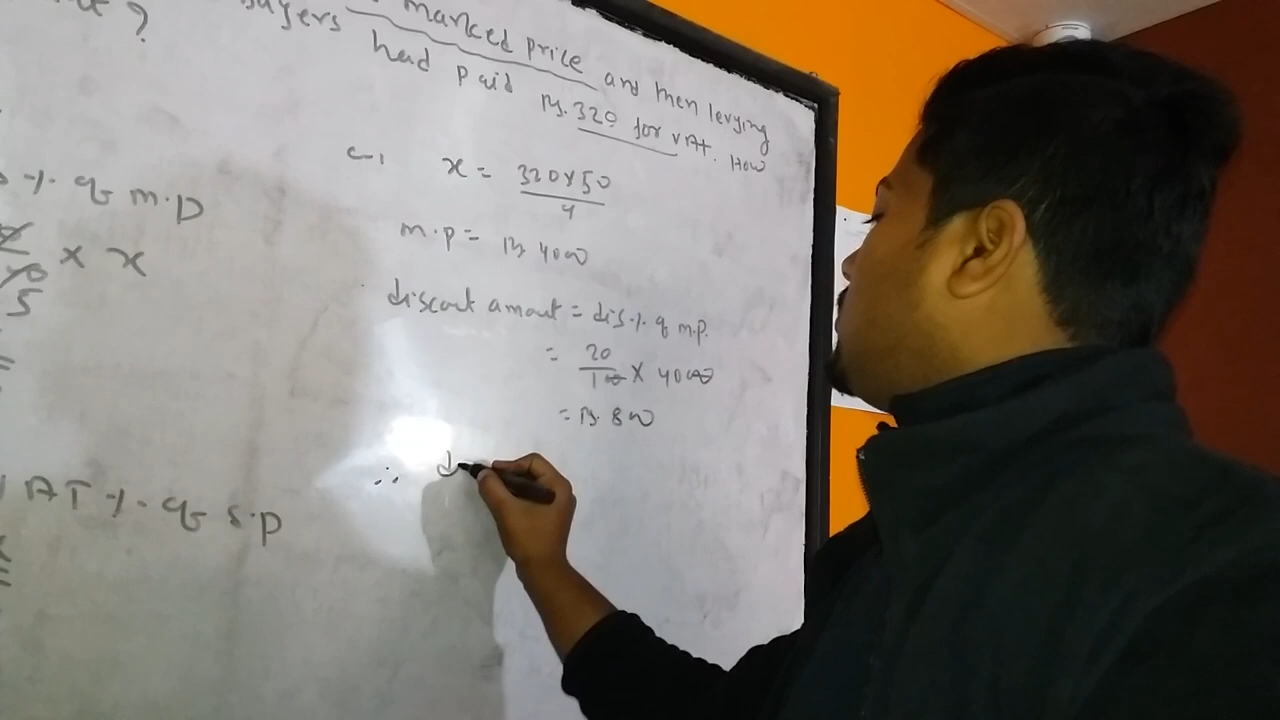 ? buyers marked price and then levying
had paid Rs. 320 for VAT. How
% of m.p
x = 320×50 / 4
× x
5
m.p = Rs 4000
discount amount = dis % of m.p.
= 20 / 100 × 4000
= Rs. 800
∴ d
VAT % of s.p